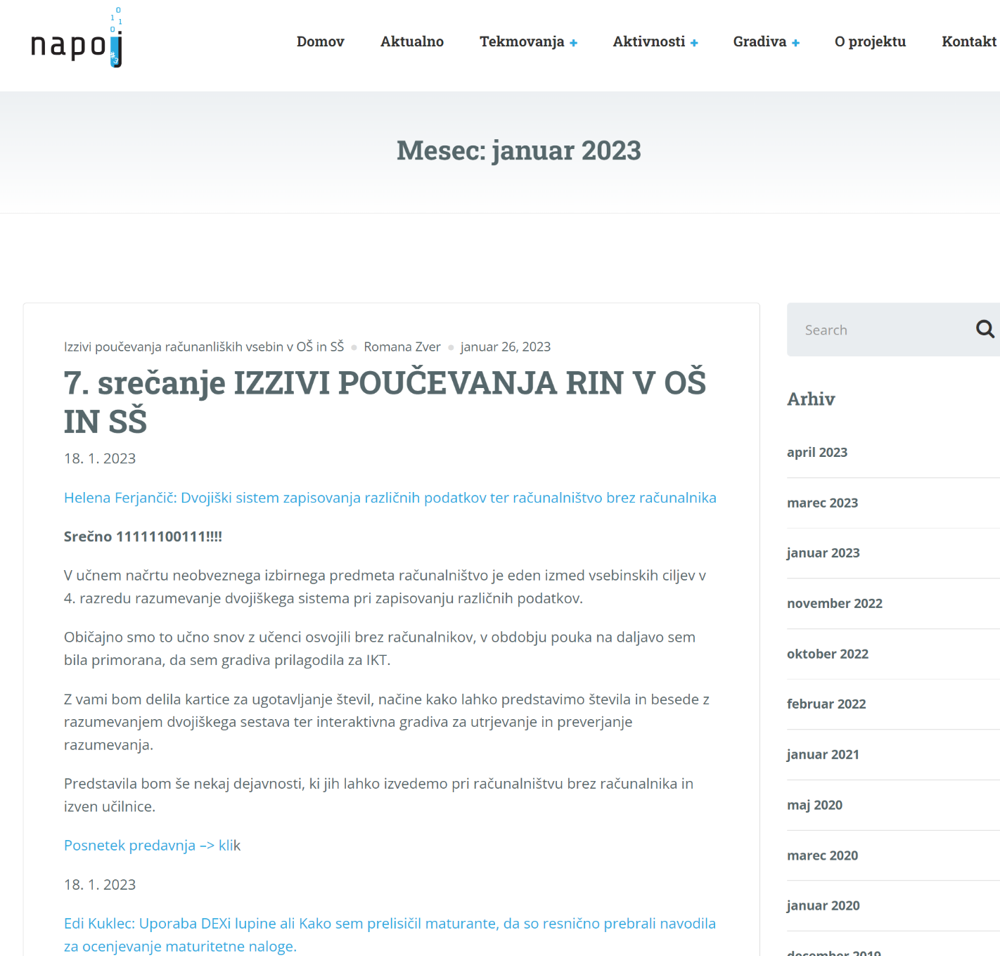 napoj
Domov
Aktualno
Tekmovanja +
Aktivnosti +
Gradiva +
O projektu
Kontakt
Mesec: januar 2023
Izzivi poučevanja računanliških vsebin v OŠ in SŠ • Romana Zver • januar 26, 2023
7. srečanje IZZIVI POUČEVANJA RIN V OŠ
IN SŠ
18. 1. 2023
Helena Ferjančič: Dvojiški sistem zapisovanja različnih podatkov ter računalništvo brez računalnika
Srečno 11111100111!!!!
V učnem načrtu neobveznega izbirnega predmeta računalništvo je eden izmed vsebinskih ciljev v
4. razredu razumevanje dvojiškega sistema pri zapisovanju različnih podatkov.
Običajno smo to učno snov z učenci osvojili brez računalnikov, v obdobju pouka na daljavo sem
bila primorana, da sem gradiva prilagodila za IKT.
Z vami bom delila kartice za ugotavljanje števil, načine kako lahko predstavimo števila in besede z
razumevanjem dvojiškega sestava ter interaktivna gradiva za utrjevanje in preverjanje
razumevanja.
Predstavila bom še nekaj dejavnosti, ki jih lahko izvedemo pri računalništvu brez računalnika in
izven učilnice.
Posnetek predavnja –> klik
18. 1. 2023
Edi Kuklec: Uporaba DEXi lupine ali Kako sem prelisičil maturante, da so resnično prebrali navodila
za ocenjevanje maturitetne naloge.
Search
Arhiv
april 2023
marec 2023
januar 2023
november 2022
oktober 2022
februar 2022
januar 2021
maj 2020
marec 2020
januar 2020
december 2019